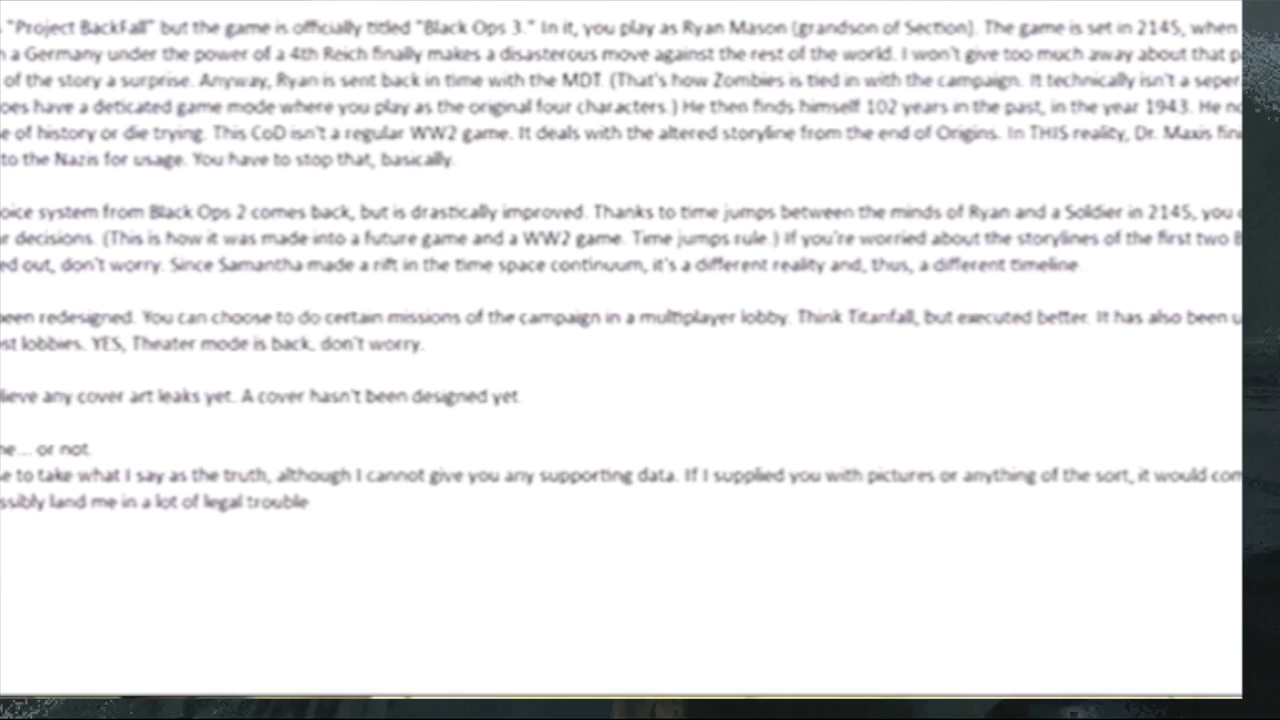 "Project BackFall" but the game is officially titled "Black Ops 3." In it, you play as Ryan Mason (grandson of Section). The game is set in 2145, when
a Germany under the power of a 4th Reich finally makes a disasterous move against the rest of the world. I won't give too much away about that
of the story a surprise. Anyway, Ryan is sent back in time with the MDT. (That's how Zombies is tied in with the campaign. It technically isn't a seper
oes have a deticated game mode where you play as the original four characters.) He then finds himself 102 years in the past, in the year 1943. He
e of history or die trying. This CoD isn't a regular WW2 game. It deals with the altered storyline from the end of Origins. In THIS reality, Dr. Maxis fin
to the Nazis for usage. You have to stop that, basically.
oice system from Black Ops 2 comes back, but is drastically improved. Thanks to time jumps between the minds of Ryan and a Soldier in 2145, you
r decisions. (This is how it was made into a future game and a WW2 game. Time jumps rule.) If you're worried about the storylines of the first two B
ed out, don't worry. Since Samantha made a rift in the time space continuum, it's a different reality and, thus, a different timeline.
een redesigned. You can choose to do certain missions of the campaign in a multiplayer lobby. Think Titanfall, but executed better. It has also been u
st lobbies. YES, Theater mode is back, don't worry.
lieve any cover art leaks yet. A cover hasn't been designed yet.
ne... or not.
e to take what I say as the truth, although I cannot give you any supporting data. If I supplied you with pictures or anything of the sort, it would com
ssibly land me in a lot of legal trouble